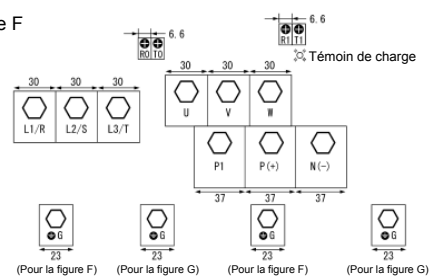 e F
6.6
R0 T0
6.6
R1 T1
Témoin de charge
30 30 30
L1/R L2/S L3/T
30 30 30
U V W
P1 P(+) N(-)
37 37 37
G G G G
23 23 23 23
(Pour la figure F) (Pour la figure G) (Pour la figure F) (Pour la figure G)